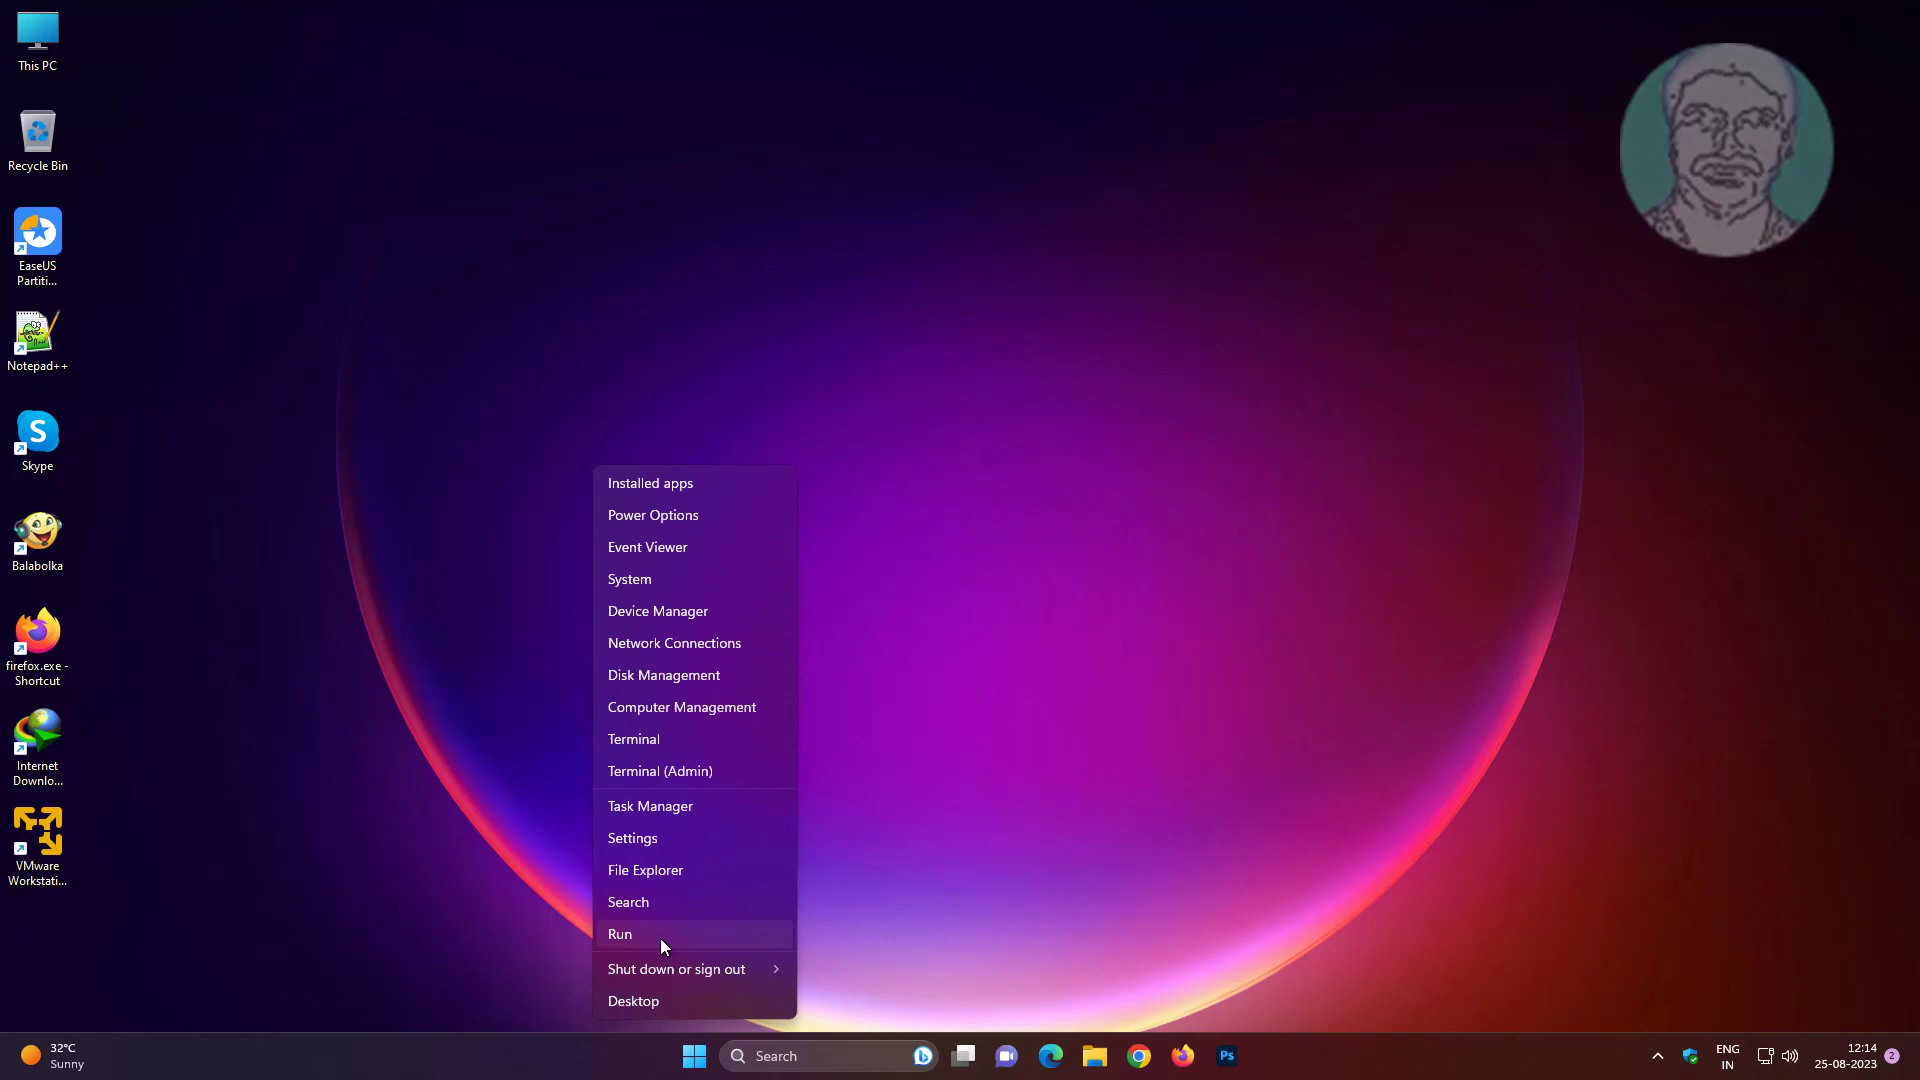 This PC
Recycle Bin
EaseUS
Partiti...
Notepad++
S
Skype
Balabolka
firefox.exe -
Shortcut
Internet
Downlo...
VMware
Workstati...
Installed apps
Power Options
Event Viewer
System
Device Manager
Network Connections
Disk Management
Computer Management
Terminal
Terminal (Admin)
Task Manager
Settings
File Explorer
Search
Run
Shut down or sign out
Desktop
32°C
Sunny
Search
Ps
ENG
IN
12:14
25-08-2023
2